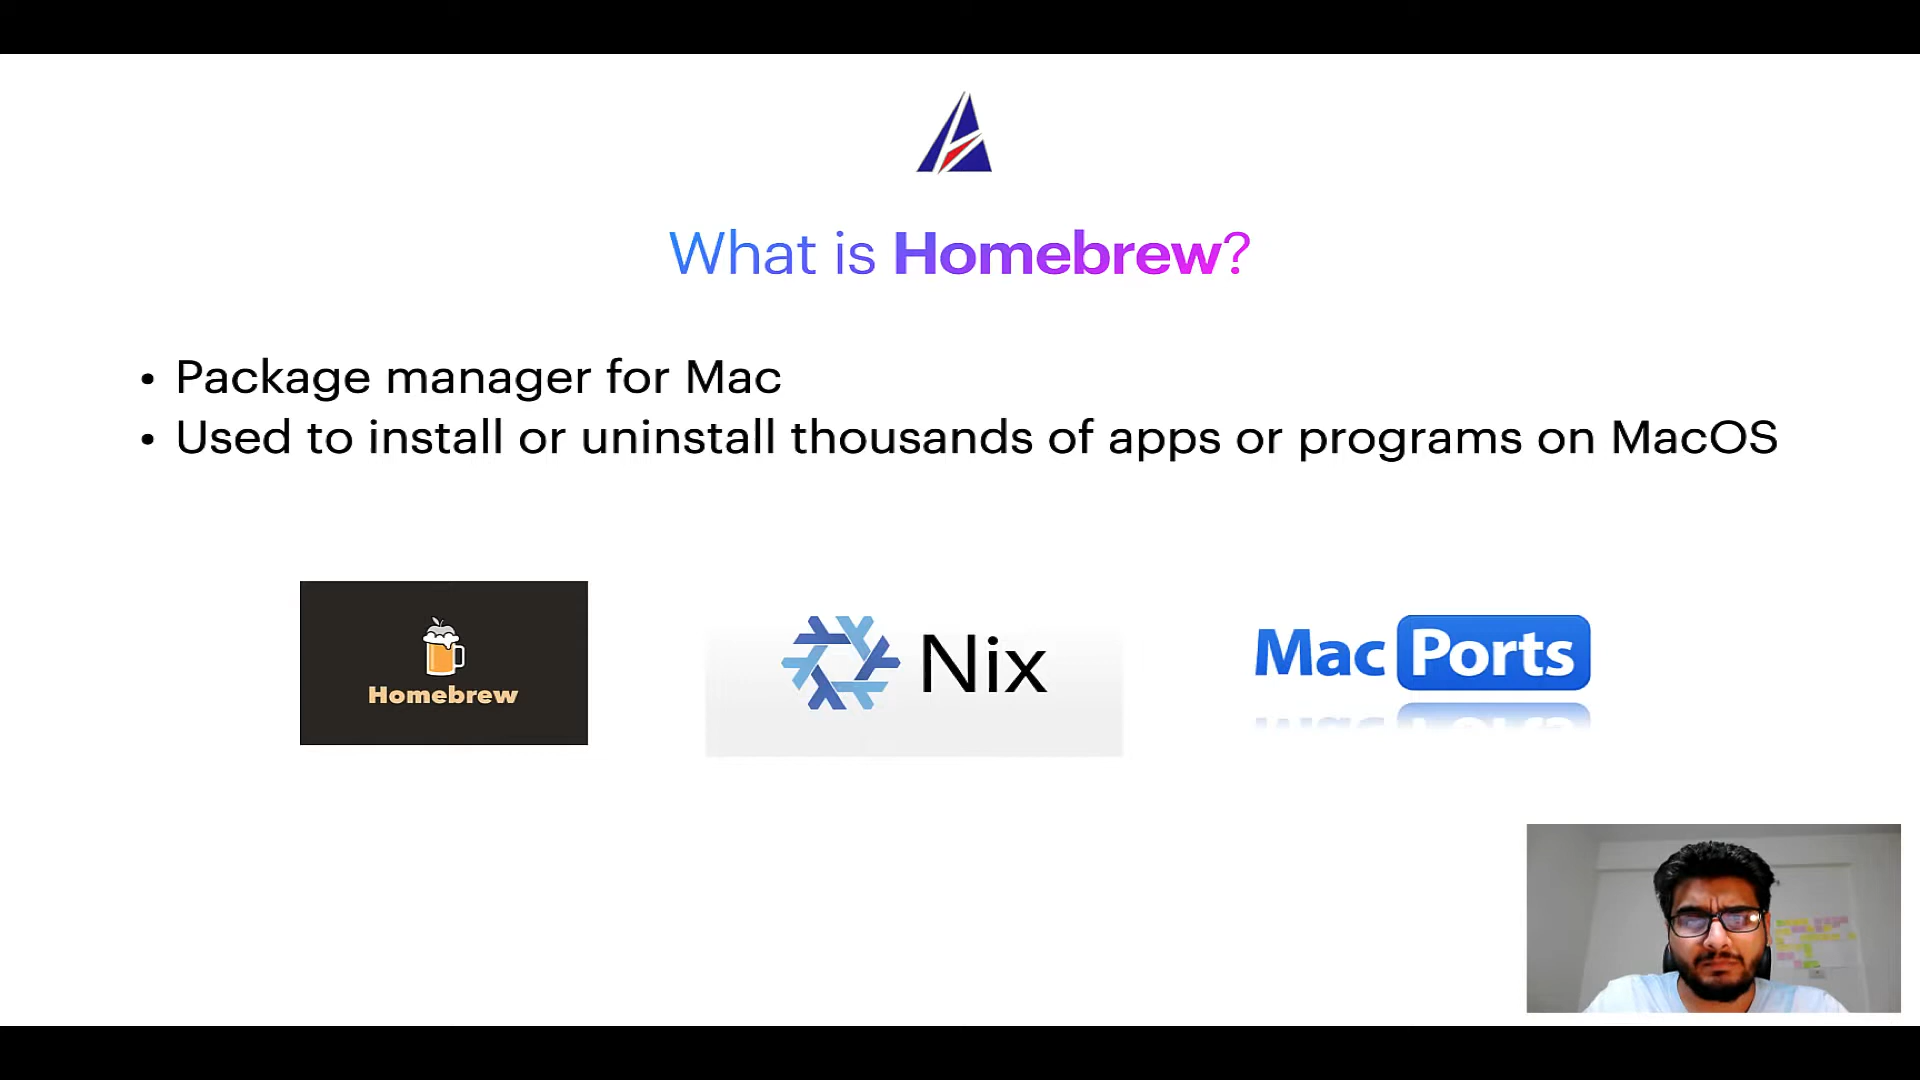 What is Homebrew?
• Package manager for Mac
• Used to install or uninstall thousands of apps or programs on MacOS
Homebrew
Nix
Mac Ports